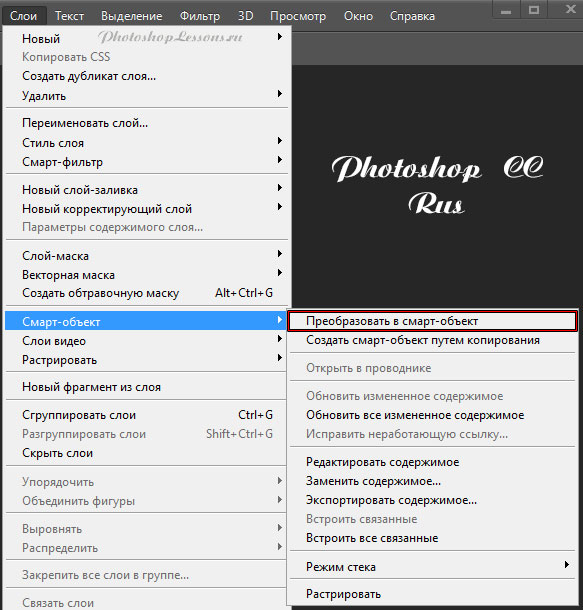 Слои Текст Выделение Фильтр 3D Просмотр Окно Справка
Новый
PhotoshopLessons.ru
Копировать CSS
Создать дубликат слоя...
Удалить
Переименовать слой...
Стиль слоя
Смарт-фильтр
Новый слой-заливка
Новый корректирующий слой
Параметры содержимого слоя...
Слой-маска
Векторная маска
Создать обтравочную маску Alt+Ctrl+G
Смарт-объект
Слои видео
Растрировать
Новый фрагмент из слоя
Сгруппировать слои Ctrl+G
Разгруппировать слои Shift+Ctrl+G
Скрыть слои
Упорядочить
Объединить фигуры
Выровнять
Распределить
Закрепить все слои в группе...
Связать слои
Photoshop CC
Rus
Преобразовать в смарт-объект
Создать смарт-объект путем копирования
Открыть в проводнике
Обновить измененное содержимое
Обновить все измененное содержимое
Исправить неработающую ссылку...
Редактировать содержимое
Заменить содержимое...
Экспортировать содержимое...
Встроить связанные
Встроить все связанные
Режим стека
Растрировать